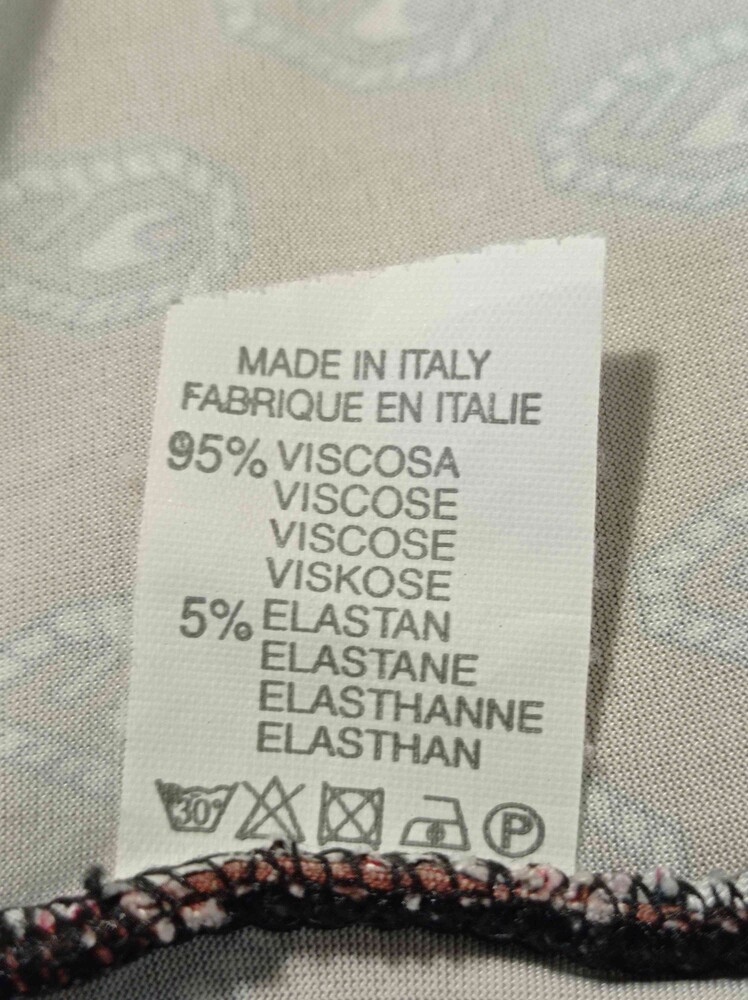 MADE IN ITALY
FABRIQUE EN ITALIE
95% VISCOSA
VISCOSE
VISCOSE
VISKOSE
5% ELASTAN
ELASTANE
ELASTHANNE
ELASTHAN
30° P